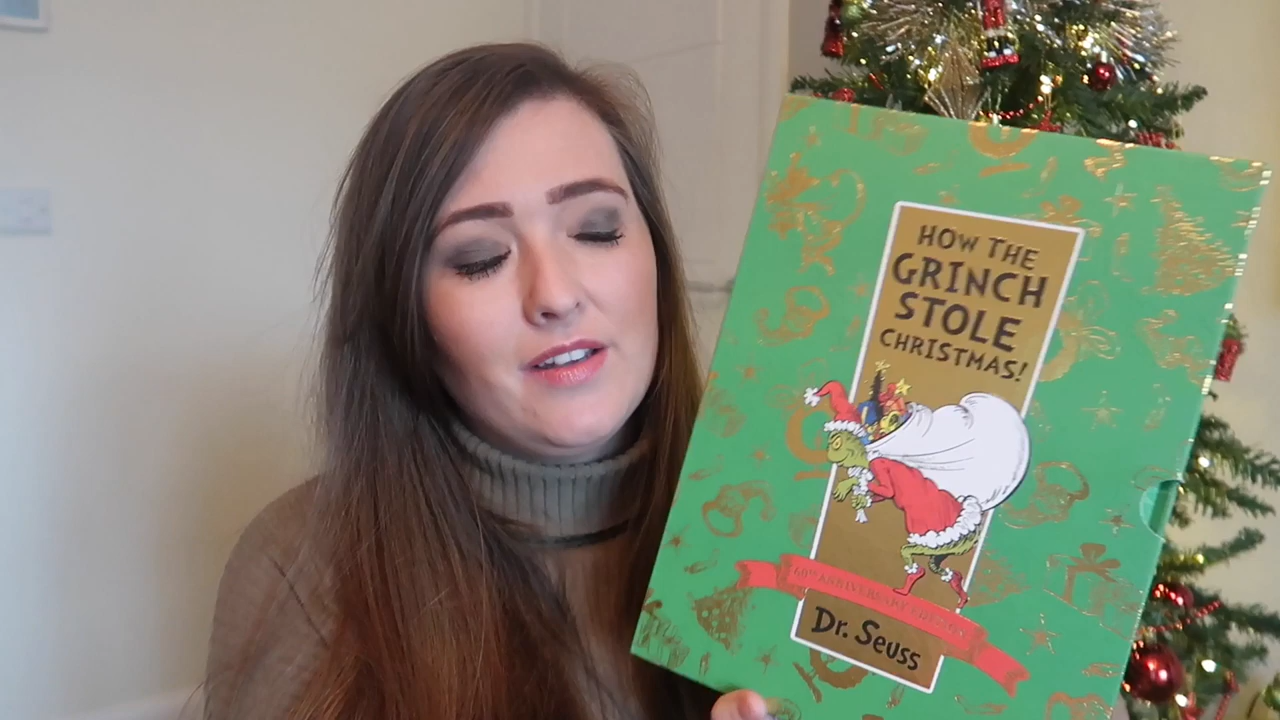 HOW THE
GRINCH
STOLE
CHRISTMAS!
60TH ANNIVERSARY EDITION
Dr. Seuss